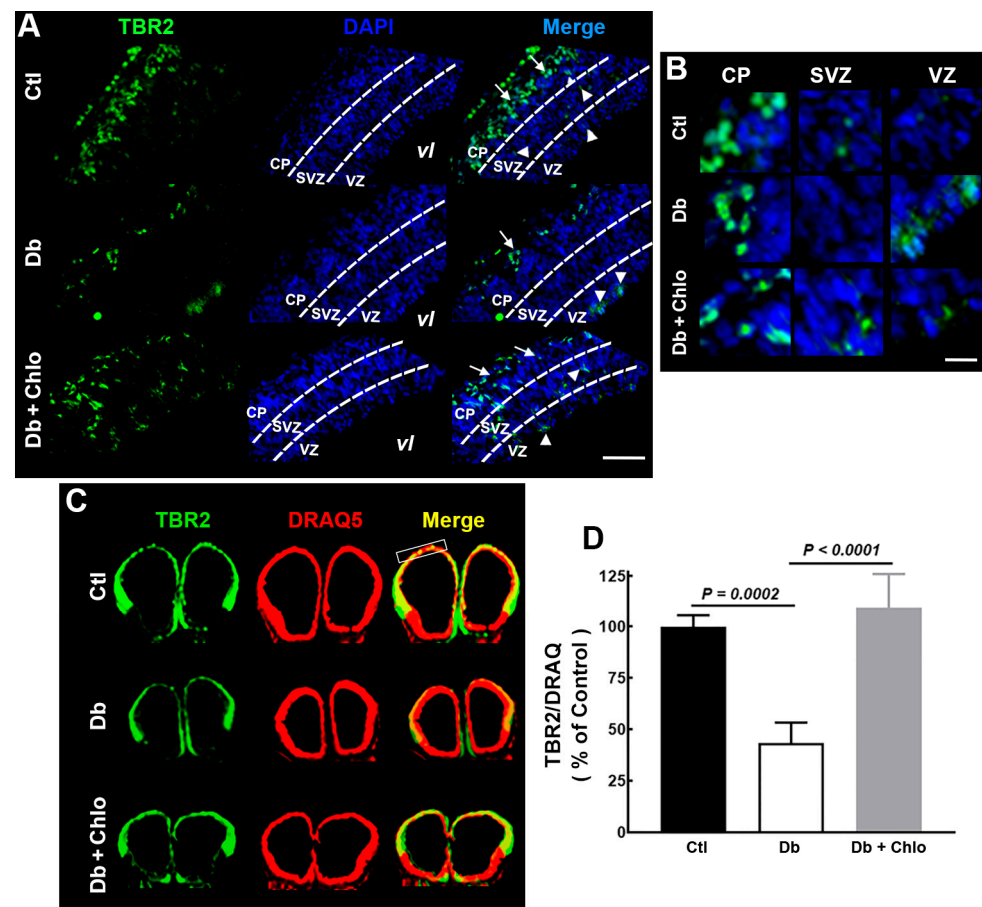 A
TBR2 DAPI Merge
Ctl
CP SVZ VZ vl
CP SVZ VZ
Db
CP SVZ VZ vl
CP SVZ VZ
Db + Chlo
CP SVZ VZ vl
CP SVZ VZ
B
CP SVZ VZ
Ctl
Db
Db + Chlo
C
TBR2 DRAQ5 Merge
Ctl
Db
Db + Chlo
D
P < 0.0001
P = 0.0002
TBR2/DRAQ
( % of Control )
125
100
75
50
25
0
Ctl Db Db + Chlo